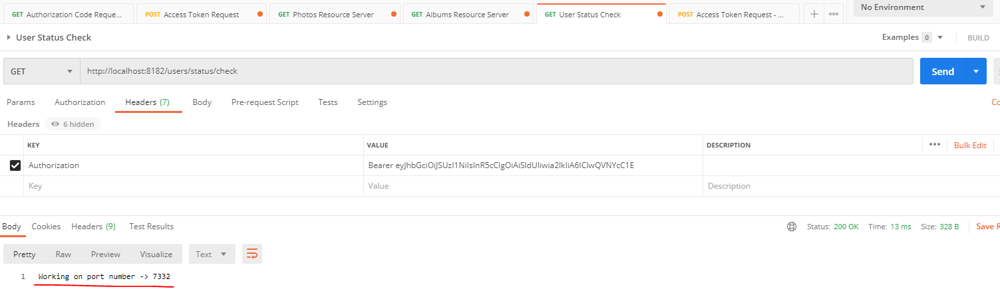 GET Authorization Code Reque...
POST Access Token Request
GET Photos Resource Server
GET Albums Resource Server
GET User Status Check
POST Access Token Request - ...
No Environment
User Status Check
Examples 0
BUILD
GET
http://localhost:8182/users/status/check
Send
Params Authorization Headers (7) Body Pre-request Script Tests Settings
Headers 6 hidden
KEY VALUE DESCRIPTION ••• Bulk Edit
Authorization Bearer eyJhbGciOiJSUzI1NiIsInR5cCIgOiAiSldUIiwia2lkIiA6ICIwQVNYcC1E
Key Value Description
Body Cookies Headers (9) Test Results Status: 200 OK Time: 13 ms Size: 328 B Save R
Pretty Raw Preview Visualize Text
1 Working on port number -> 7332